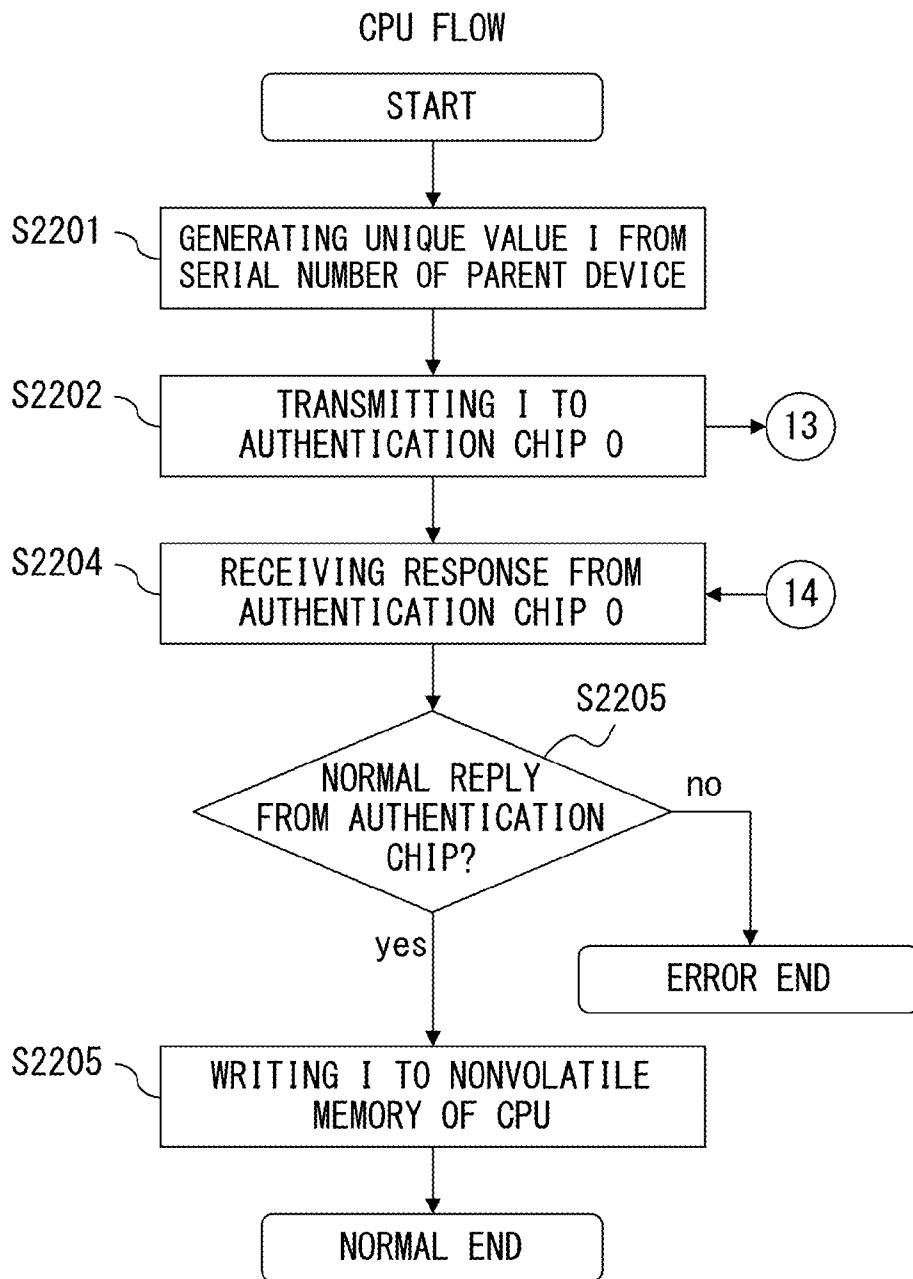 CPU FLOW
START
S2201
GENERATING UNIQUE VALUE I FROM
SERIAL NUMBER OF PARENT DEVICE
S2202
TRANSMITTING I TO
AUTHENTICATION CHIP 0
13
S2204
RECEIVING RESPONSE FROM
AUTHENTICATION CHIP 0
14
S2205
NORMAL REPLY
FROM AUTHENTICATION
CHIP?
no
yes
ERROR END
S2205
WRITING I TO NONVOLATILE
MEMORY OF CPU
NORMAL END